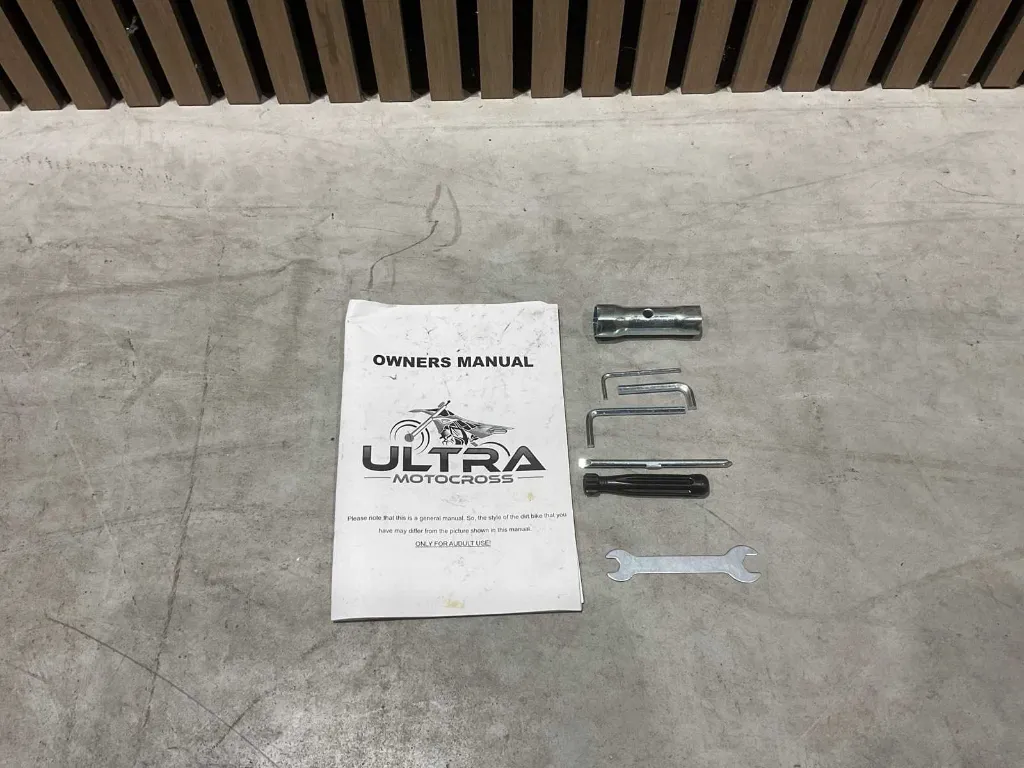 OWNERS MANUAL
ULTRA
MOTOCROSS
Please note that this is a general manual. So, the style of the dirt bike that you
have may differ from the picture shown in this manual.
ONLY FOR AUDULT USE!